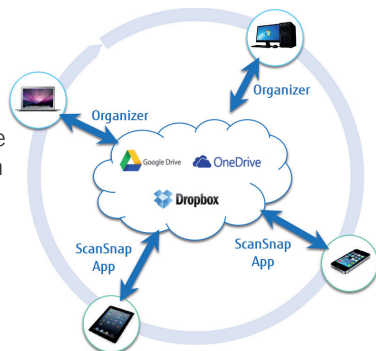 Organizer
Organizer
e
n
Google Drive OneDrive
Dropbox
ScanSnap
App
ScanSnap
App